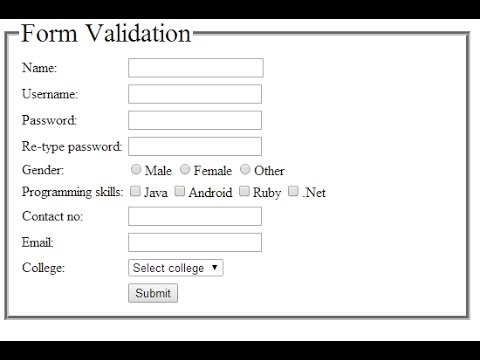 Form Validation
Name:
Username:
Password:
Re-type password:
Gender: Male Female Other
Programming skills: Java Android Ruby .Net
Contact no:
Email:
College: Select college
Submit